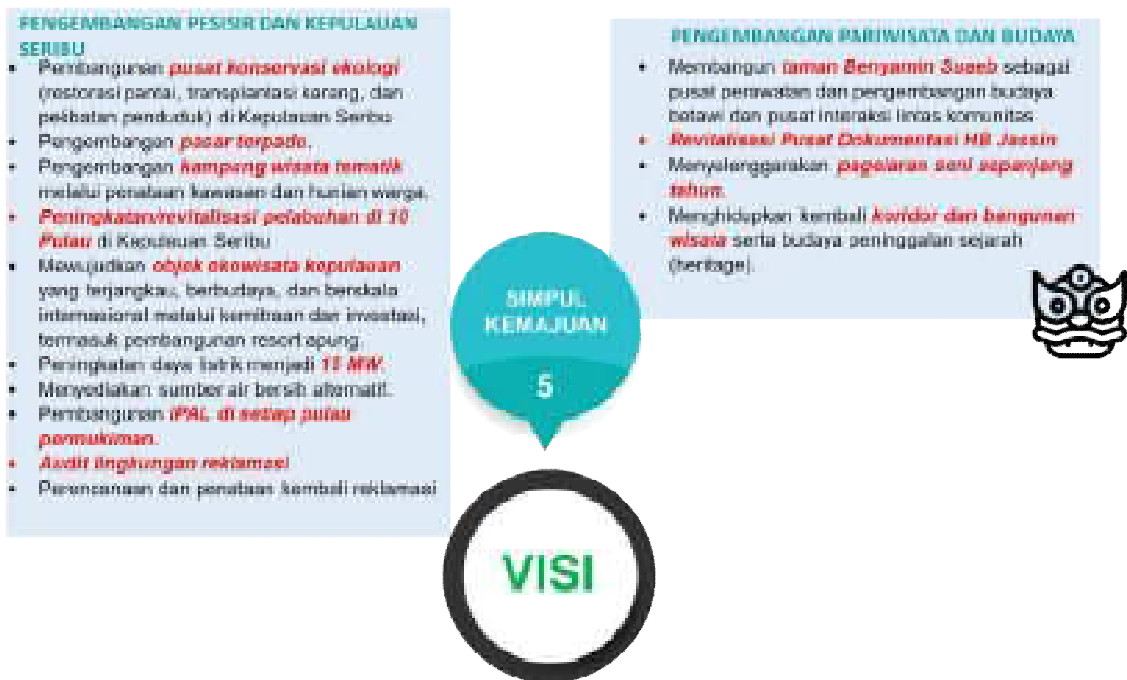 PENGEMBANGAN PESISIR DAN KEPULAUAN
SERIBU
• Pembangunan pusat konservasi ekologi
(restorasi pantai, transplantasi karang, dan
pelibatan penduduk) di Kepulauan Seribu
• Pengembangan pasar terpadu.
• Pengembangan kampung wisata tematik
melalui penataan kawasan dan hunian warga.
• Peningkatan/revitalisasi pelabuhan di 10
Pulau di Kepulauan Seribu
• Mewujudkan objek ekowisata kepulauan
yang terjangkau, berbudaya, dan berskala
internasional melalui kemitraan dan investasi,
termasuk pembangunan resort apung.
• Peningkatan daya listrik menjadi MW.
• Menyediakan sumber air bersih alternatif.
• Pembangunan IPAL di setiap pulau
permukiman.
• Audit lingkungan reklamasi
• Perencanaan dan penataan kembali reklamasi
PENGEMBANGAN PARIWISATA DAN BUDAYA
• Membangun taman Benyamin Sueb sebagai
pusat perawatan dan pengembangan budaya
betawi dan pusat interaksi lintas komunitas
• Revitalisasi Pusat Dokumentasi HB Jassin
• Menyelenggarakan pagelaran seni sepanjang
tahun.
• Menghidupkan kembali koridor dan bangunan
wisata serta budaya peninggalan sejarah
(heritage).
SIMPUL
KEMAJUAN
5
VISI